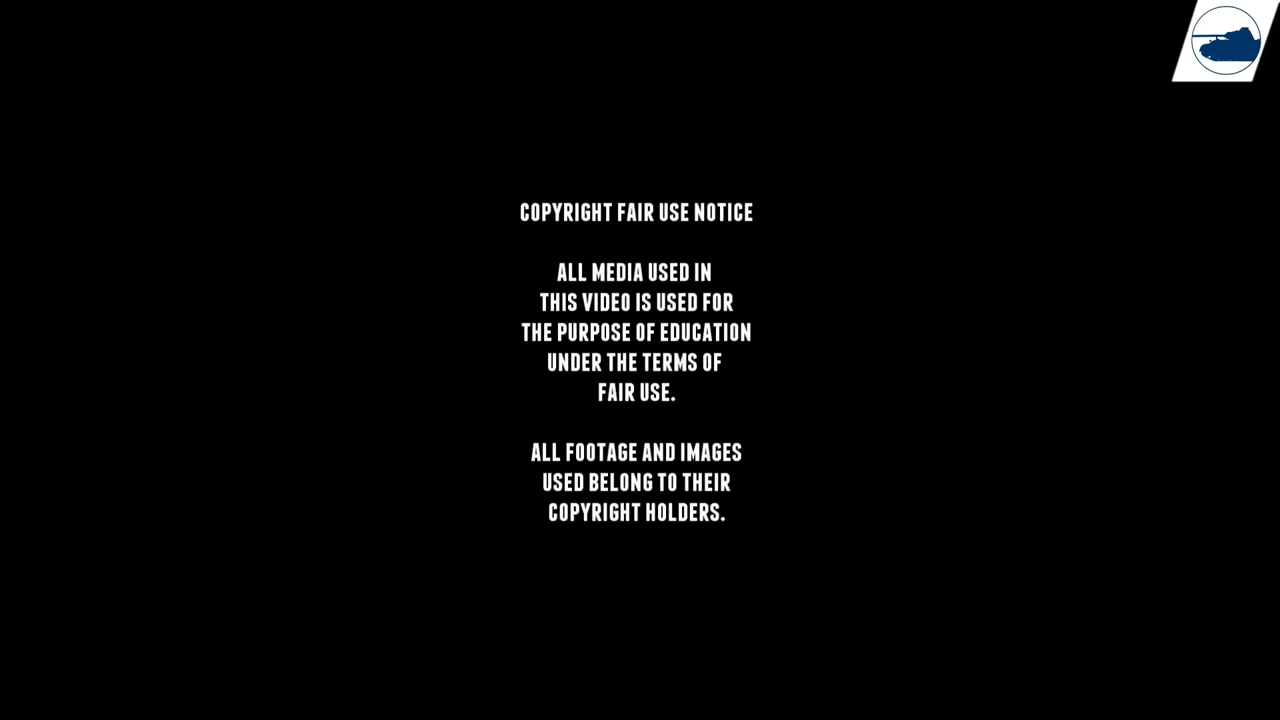 COPYRIGHT FAIR USE NOTICE
ALL MEDIA USED IN
THIS VIDEO IS USED FOR
THE PURPOSE OF EDUCATION
UNDER THE TERMS OF
FAIR USE.
ALL FOOTAGE AND IMAGES
USED BELONG TO THEIR
COPYRIGHT HOLDERS.